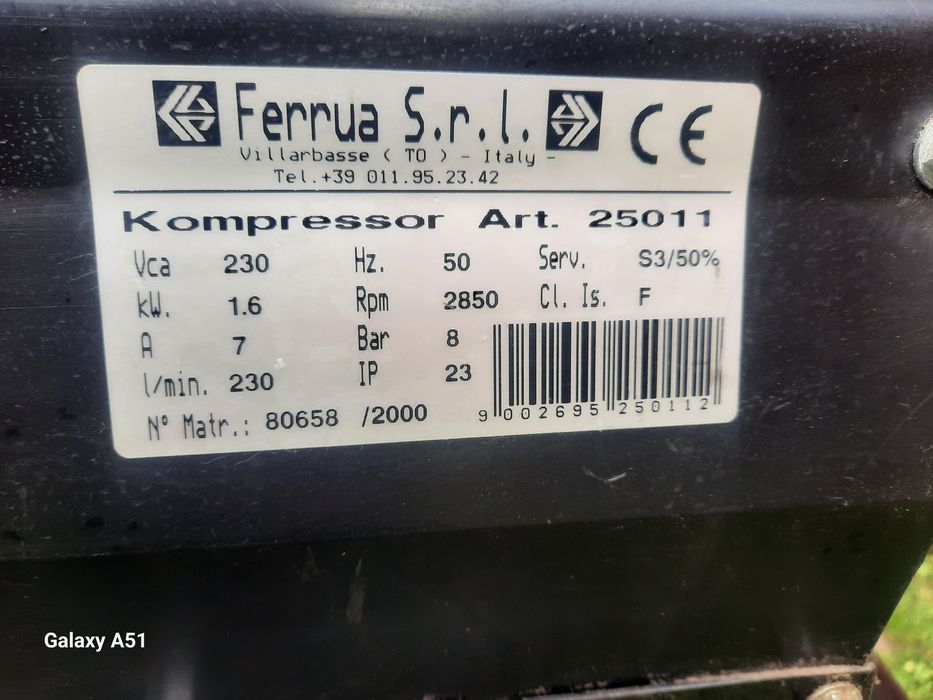 Ferrua S.r.l.
CE
Villarbasse ( TO ) - Italy -
Tel.+39 011.95.23.42
Kompressor Art. 25011
Vca 230 Hz. 50 Serv. S3/50%
kW. 1.6 Rpm 2850 Cl. Is. F
A 7 Bar 8
l/min. 230 IP 23
N° Matr.: 80658 /2000
9 002695 250112
Galaxy A51